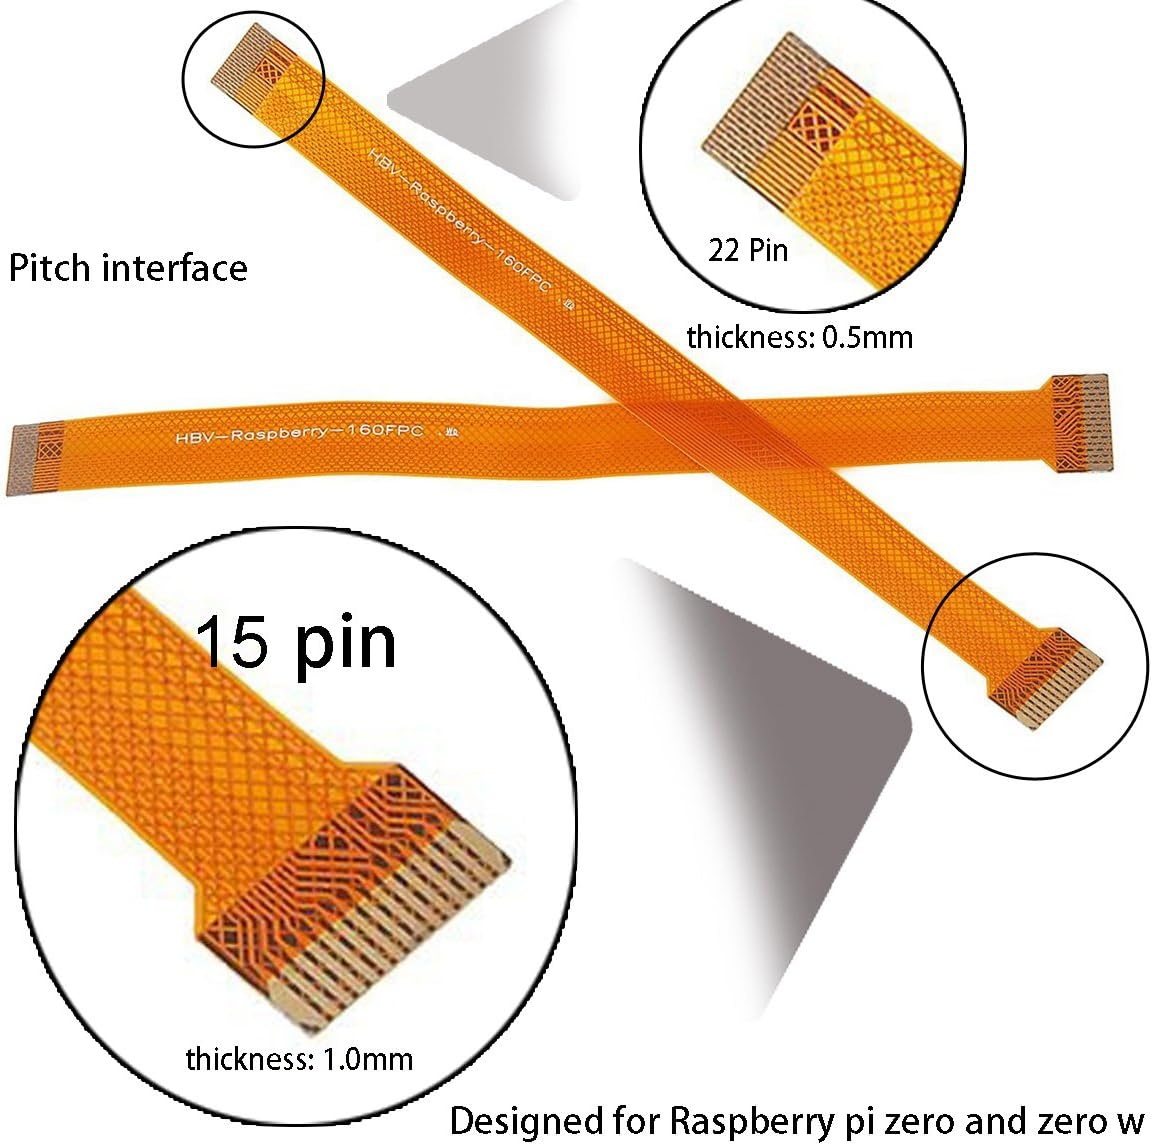 HBV-Raspberry-160FPC
22 Pin
Pitch interface
thickness: 0.5mm
HBV-Raspberry-160FPC
15 pin
thickness: 1.0mm
Designed for Raspberry pi zero and zero w